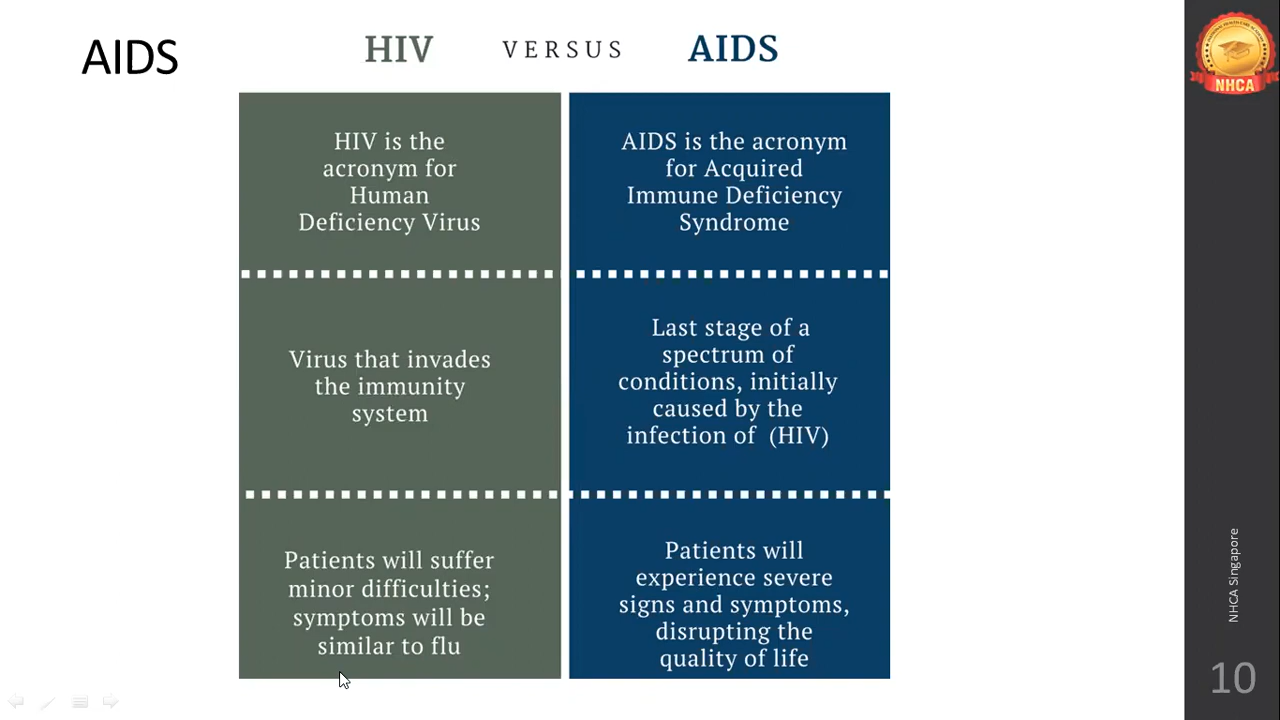 AIDS
HIV VERSUS AIDS
HIV is the
acronym for
Human
Deficiency Virus
AIDS is the acronym
for Acquired
Immune Deficiency
Syndrome
Virus that invades
the immunity
system
Last stage of a
spectrum of
conditions, initially
caused by the
infection of (HIV)
Patients will suffer
minor difficulties;
symptoms will be
similar to flu
Patients will
experience severe
signs and symptoms,
disrupting the
quality of life
NHCA
NHCA Singapore
10